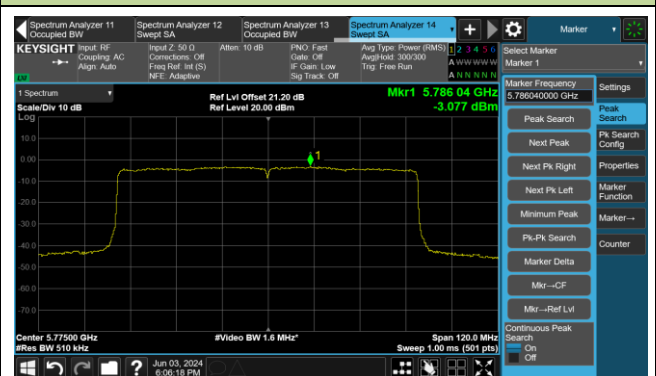 Spectrum Analyzer 11
Occupied BW
Spectrum Analyzer 12
Swept SA
Spectrum Analyzer 13
Occupied BW
Spectrum Analyzer 14
Swept SA
Marker
KEYSIGHT
Input: RF
Coupling: AC
Align: Auto
Input Z: 50 Ω
Corrections: Off
Freq Ref: Int (S)
NFE: Adaptive
Atten: 10 dB
PNO: Fast
Gate: Off
IF Gain: Low
Sig Track: Off
Avg Type: Power (RMS)
Avg|Hold: 300/300
Trig: Free Run
1 2 3 4 5 6
A W W W W W
A N N N N N
Select Marker
Marker 1
1 Spectrum
Scale/Div 10 dB
Log
Ref Lvl Offset 21.20 dB
Ref Level 20.00 dBm
Mkr1 5.786 04 GHz
-3.077 dBm
10.0
0.00
-10.0
-20.0
-30.0
-40.0
-50.0
-60.0
-70.0
1
Center 5.77500 GHz
#Res BW 510 kHz
#Video BW 1.6 MHz*
Span 120.0 MHz
Sweep 1.00 ms (501 pts)
Marker Frequency
5.786040000 GHz
Peak Search
Next Peak
Next Pk Right
Next Pk Left
Minimum Peak
Pk-Pk Search
Marker Delta
Mkr→CF
Mkr→Ref Lvl
Continuous Peak
Search
On
Off
Settings
Peak
Search
Pk Search
Config
Properties
Marker
Function
Marker→
Counter
Jun 03, 2024
6:06:18 PM